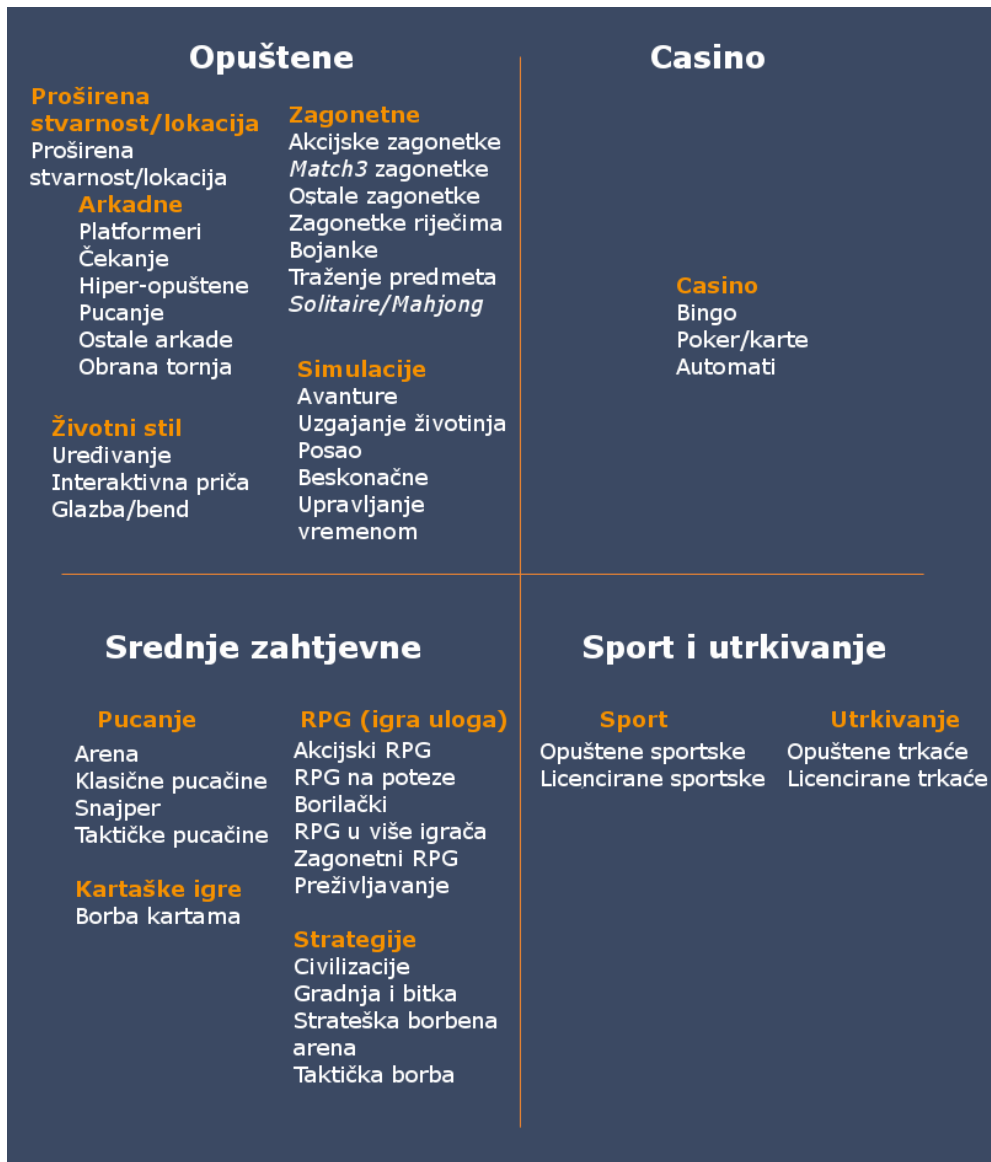 Opuštene
Proširena
stvarnost/lokacija
Proširena
stvarnost/lokacija
Arkadne
Platformeri
Čekanje
Hiper-opuštene
Pucanje
Ostale arkade
Obrana tornja
Životni stil
Uređivanje
Interaktivna priča
Glazba/bend
Zagonetne
Akcijske zagonetke
Match3 zagonetke
Ostale zagonetke
Zagonetke riječima
Bojanke
Traženje predmeta
Solitaire/Mahjong
Simulacije
Avanture
Uzgajanje životinja
Posao
Beskonačne
Upravljanje
vremenom
Casino
Casino
Bingo
Poker/karte
Automati
Srednje zahtjevne
Pucanje
Arena
Klasične pucačine
Snajper
Taktičke pucačine
Kartaške igre
Borba kartama
RPG (igra uloga)
Akcijski RPG
RPG na poteze
Borilački
RPG u više igrača
Zagonetni RPG
Preživljavanje
Strategije
Civilizacije
Gradnja i bitka
Strateška borbena
arena
Taktička borba
Sport i utrkivanje
Sport
Opuštene sportske
Licencirane sportske
Utrkivanje
Opuštene trkaće
Licencirane trkaće